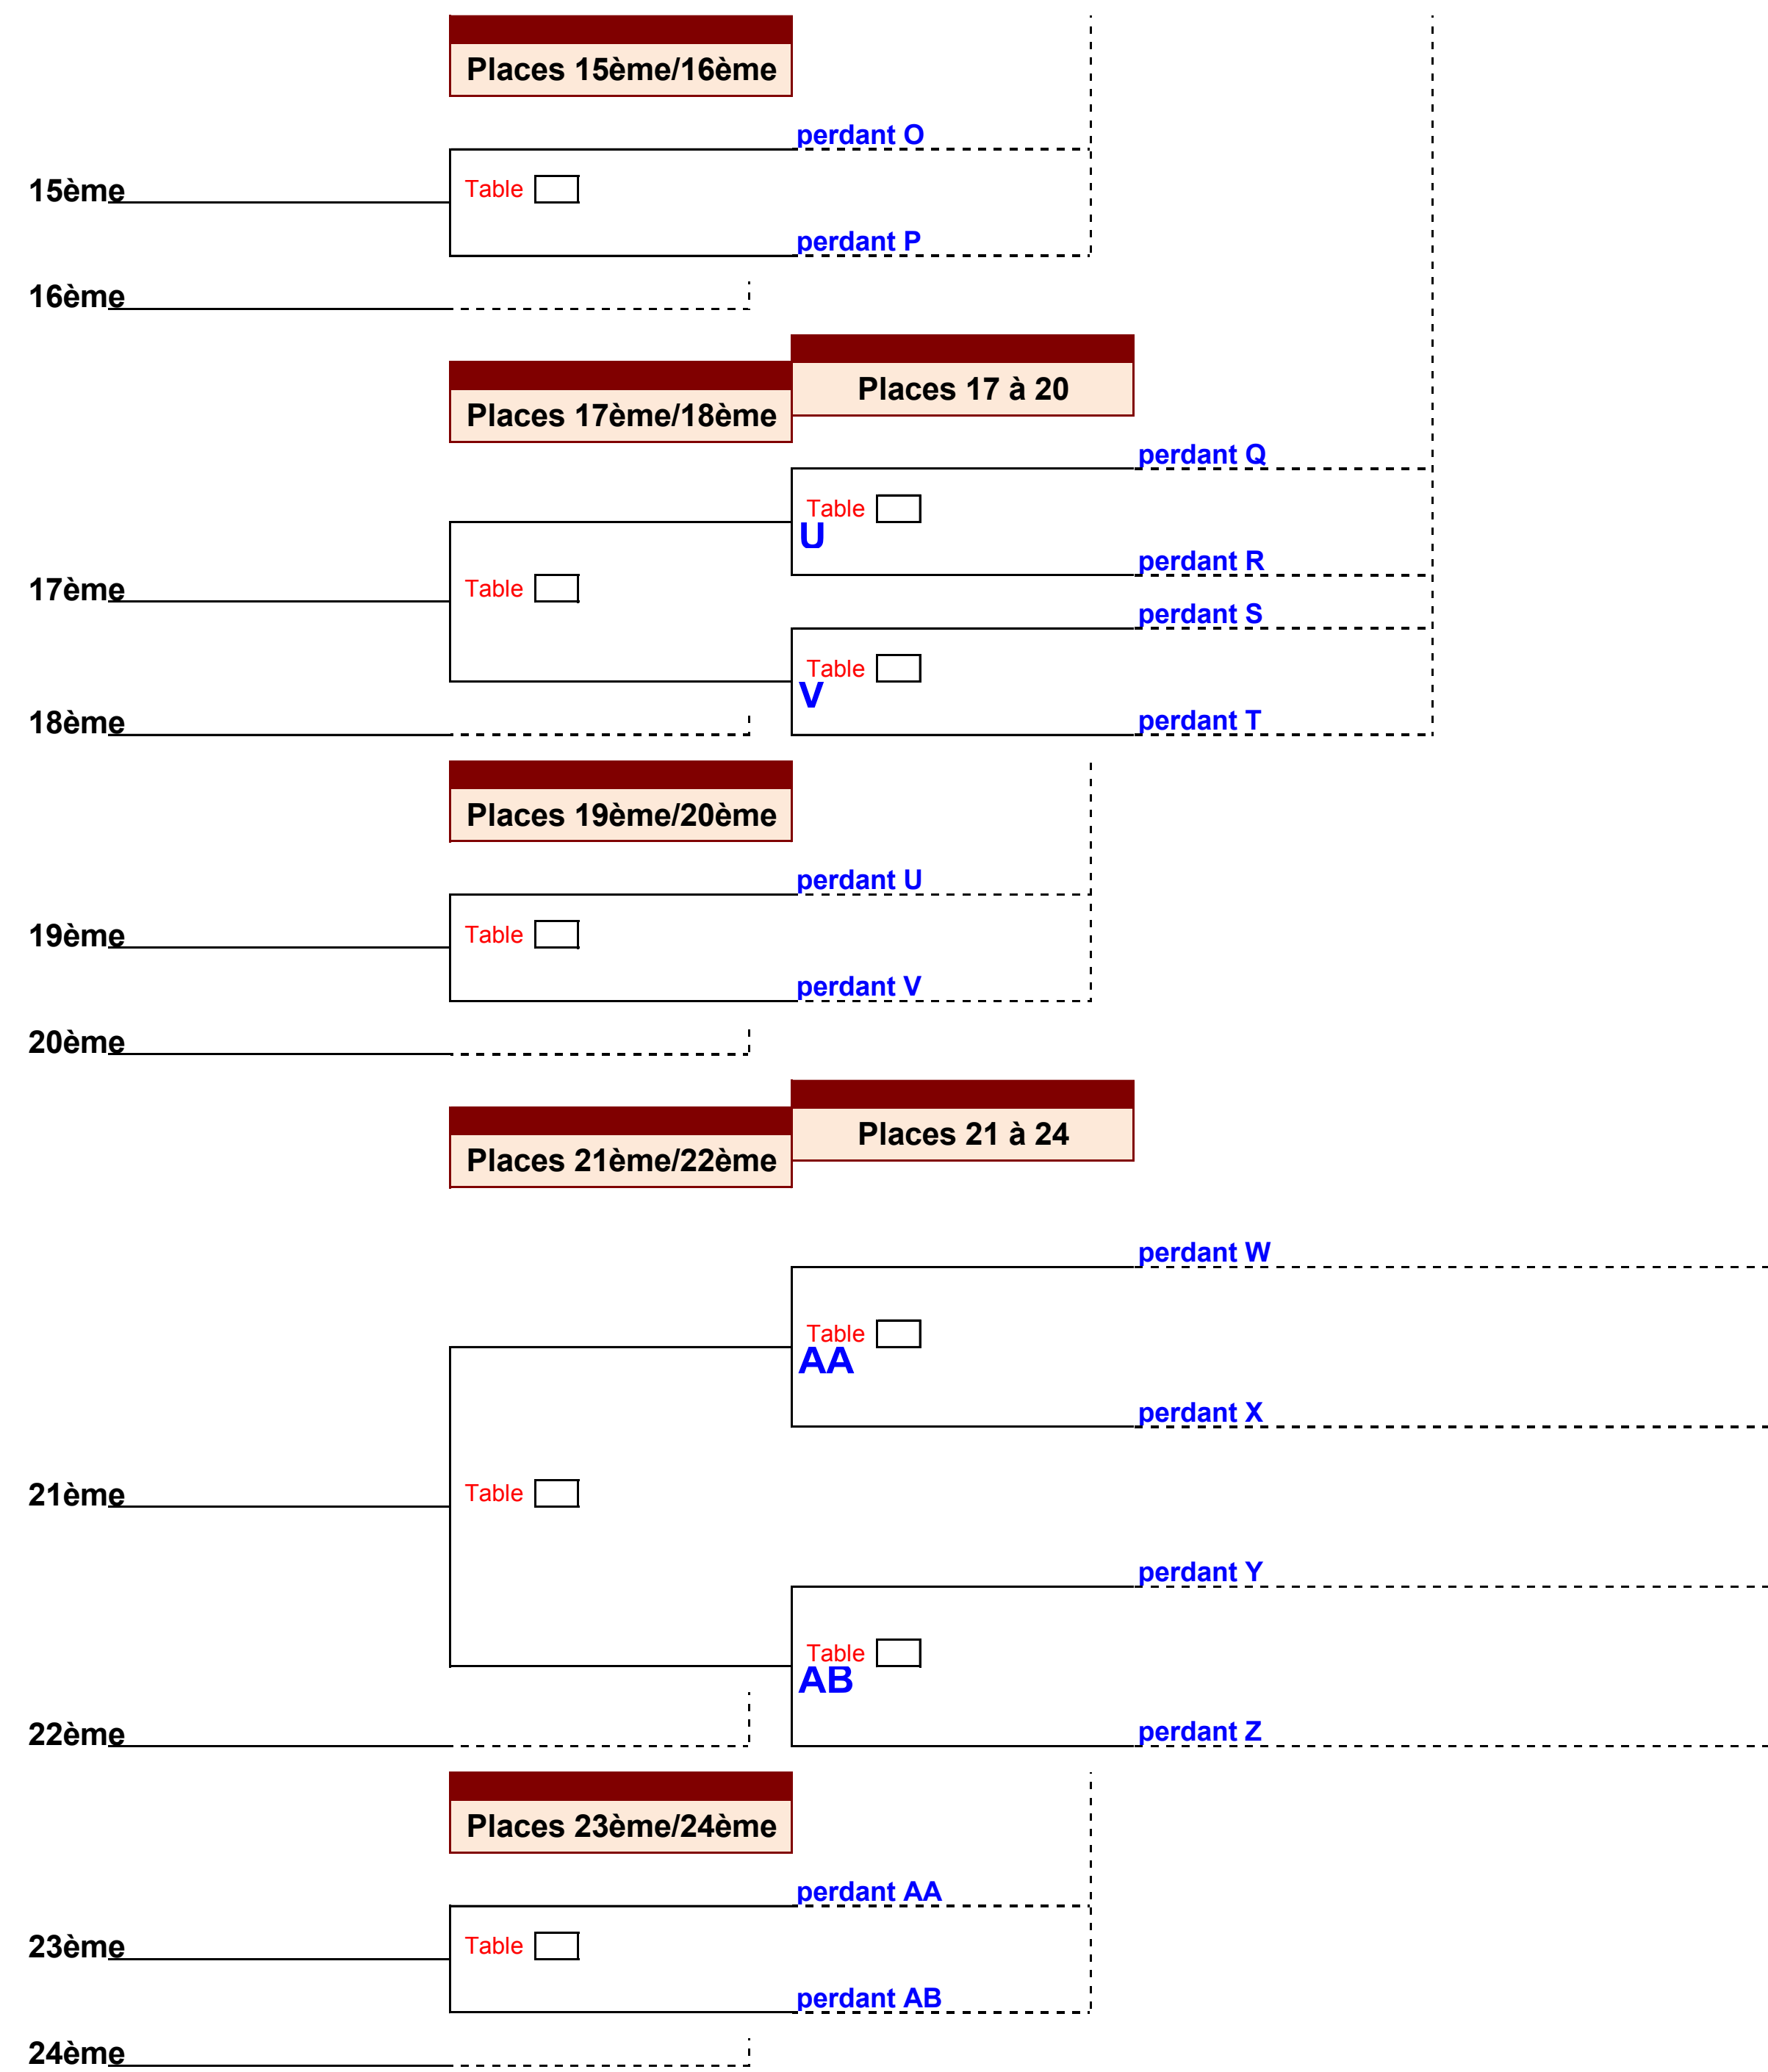 Places 15ème/16ème
perdant O
15ème
Table
perdant P
16ème
Places 17 à 20
Places 17ème/18ème
perdant Q
Table
U
perdant R
17ème
Table
perdant S
Table
V
18ème
perdant T
Places 19ème/20ème
perdant U
19ème
Table
perdant V
20ème
Places 21 à 24
Places 21ème/22ème
perdant W
Table
AA
perdant X
21ème
Table
perdant Y
Table
AB
22ème
perdant Z
Places 23ème/24ème
perdant AA
23ème
Table
perdant AB
24ème